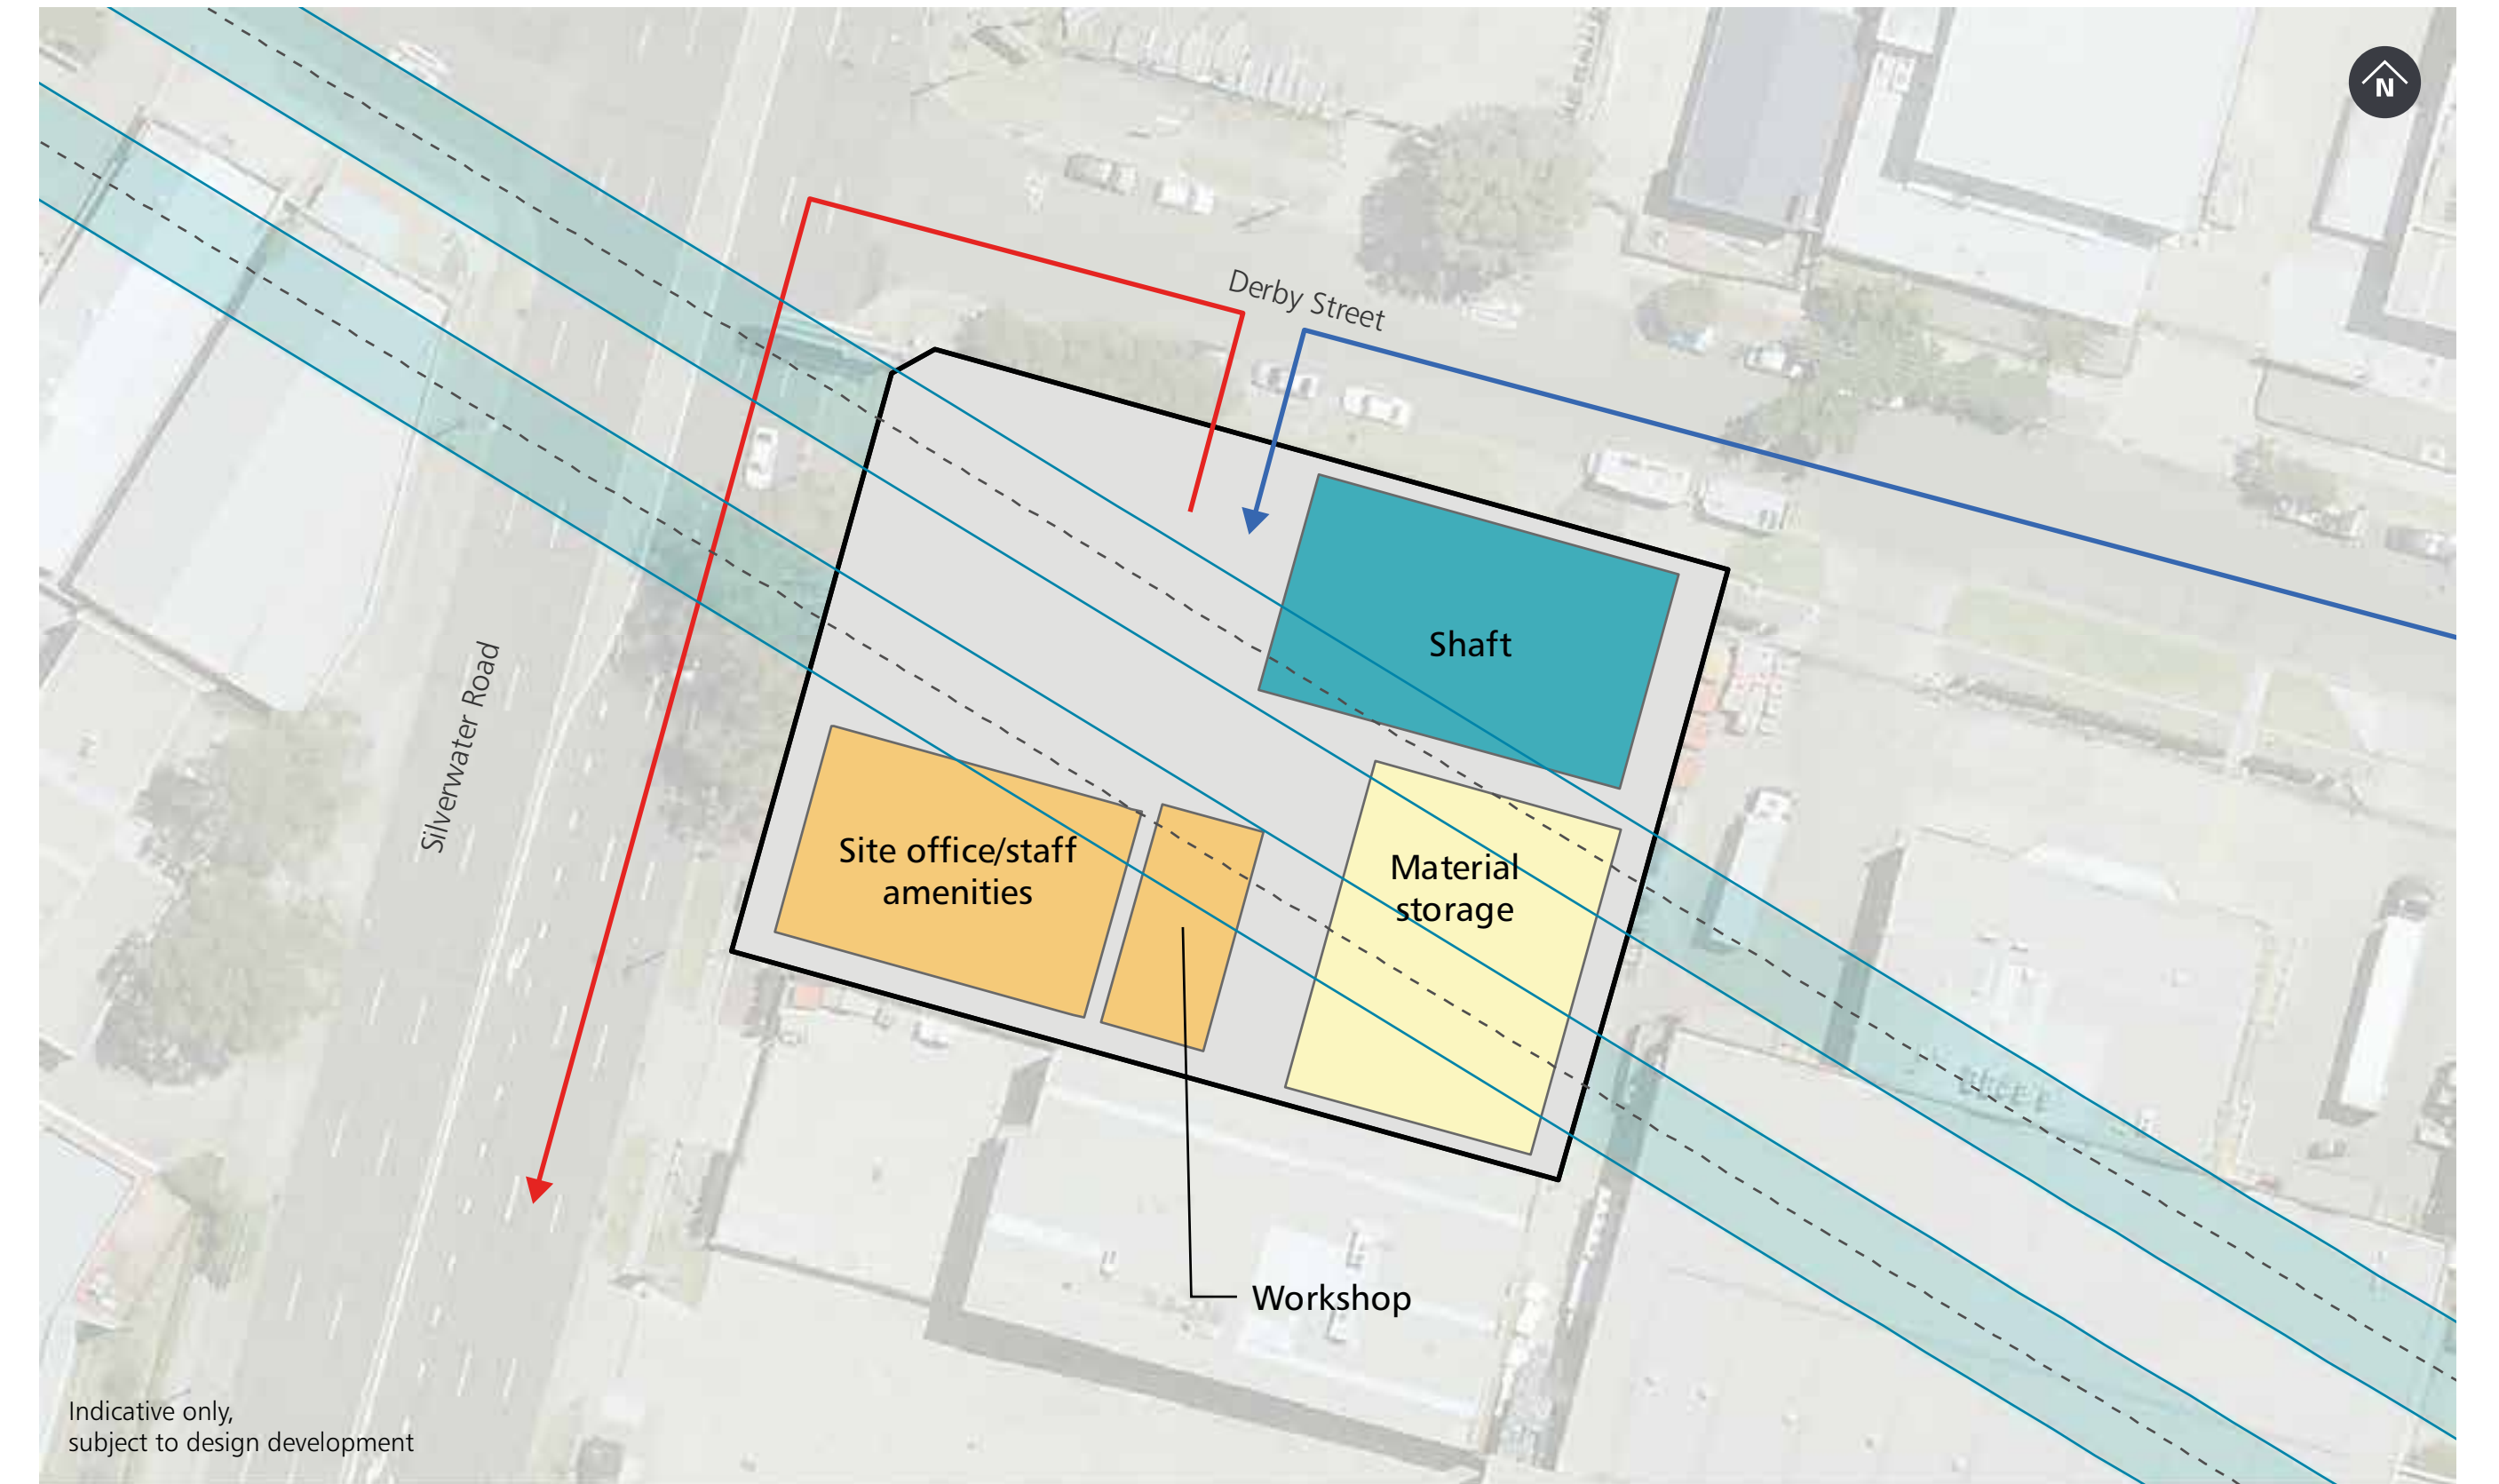 N
Derby Street
Shaft
Silverwater Road
Site office/staff
amenities
Material
storage
Workshop
Indicative only,
subject to design development